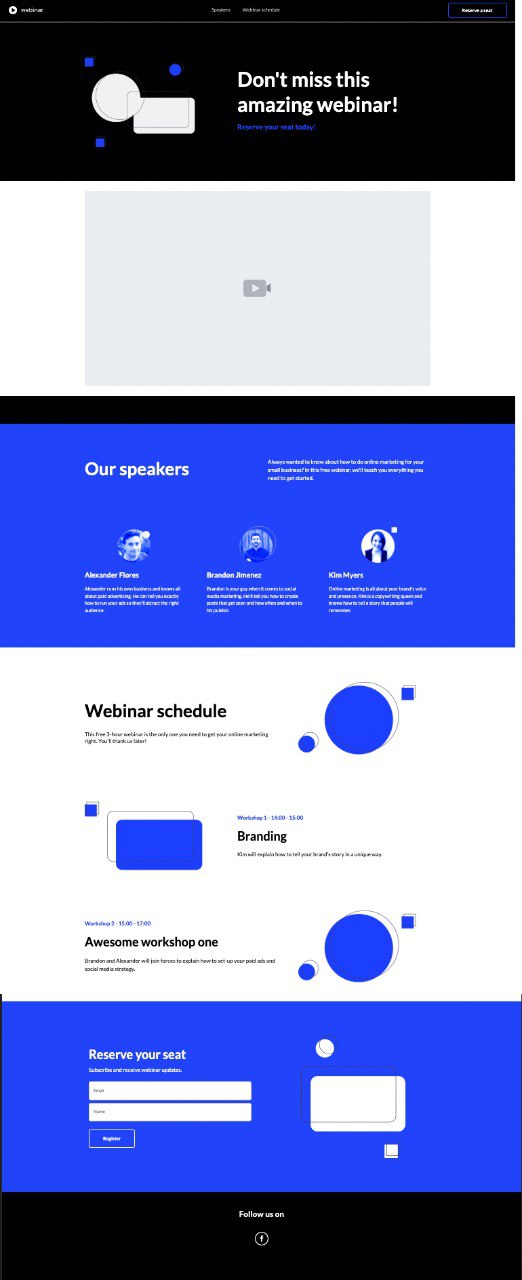 webinar
Speakers
Webinar schedule
Reserve a seat
Don't miss this
amazing webinar!
Reserve your seat today!
Our speakers
Always wanted to know about how to do online marketing for your
small business? In this free webinar, we'll teach you everything you
need to get started.
Alexander Flores
Alexander runs his own business and knows all
about paid advertising. He can tell you exactly
how to run your ads so they'll attract the right
audience.
Brandon Jimenez
Brandon is your guy when it comes to social
media marketing. He'll tell you how to create
posts that get seen and how often and when to
Kim Myers
Online marketing is all about your brand's voice
and presence. Kim is a copywriting queen and
knows how to tell a story that people will
remember.
Webinar schedule
This free 2-hour webinar is the only one you need to get your online marketing
right. You'll thank us later!
Workshop 1 - 14:00 - 15:00
Branding
Kim will explain how to tell your brand's story in a unique way.
Workshop 2 - 15:00 - 17:00
Awesome workshop one
Brandon and Alexander will join forces to explain how to set-up your paid ads and
social media strategy.
Reserve your seat
Subscribe and receive webinar updates.
Email
Name
Register
Follow us on
f